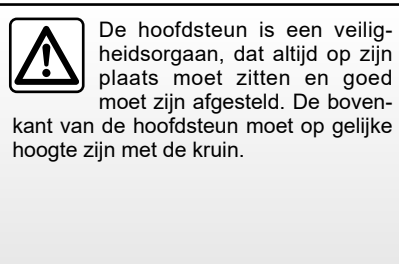 De hoofdsteun is een veilig-
heidsorgaan, dat altijd op zijn
plaats moet zitten en goed
moet zijn afgesteld. De boven-
kant van de hoofdsteun moet op gelijke
hoogte zijn met de kruin.